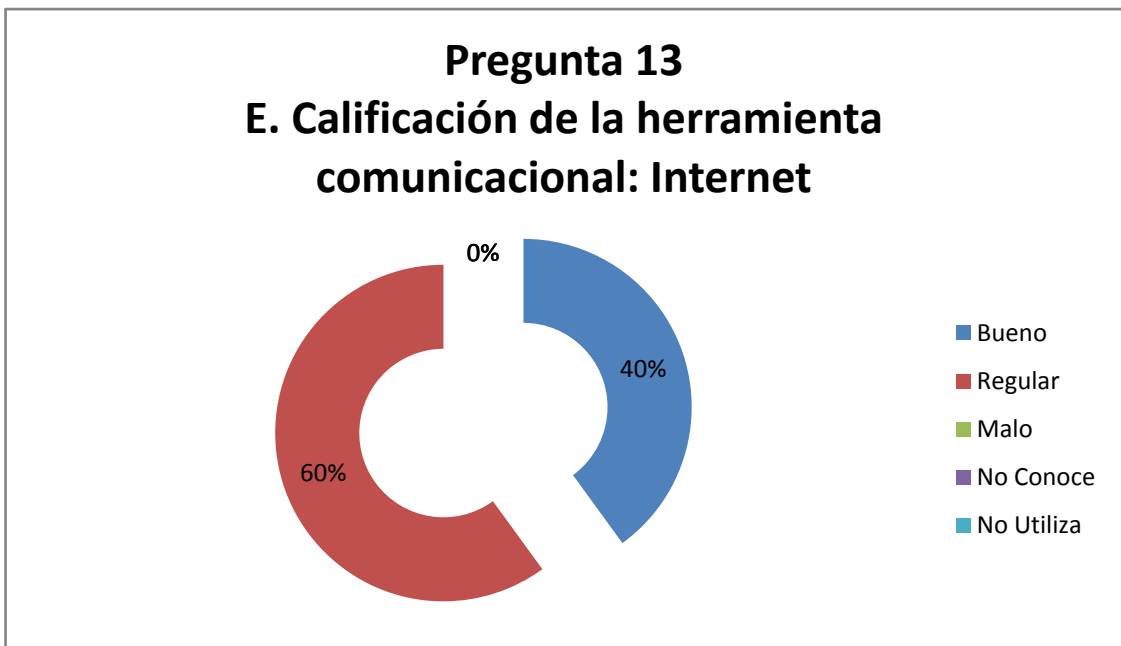 Pregunta 13
E. Calificación de la herramienta
comunicacional: Internet
0%
40%
60%
Bueno
Regular
Malo
No Conoce
No Utiliza